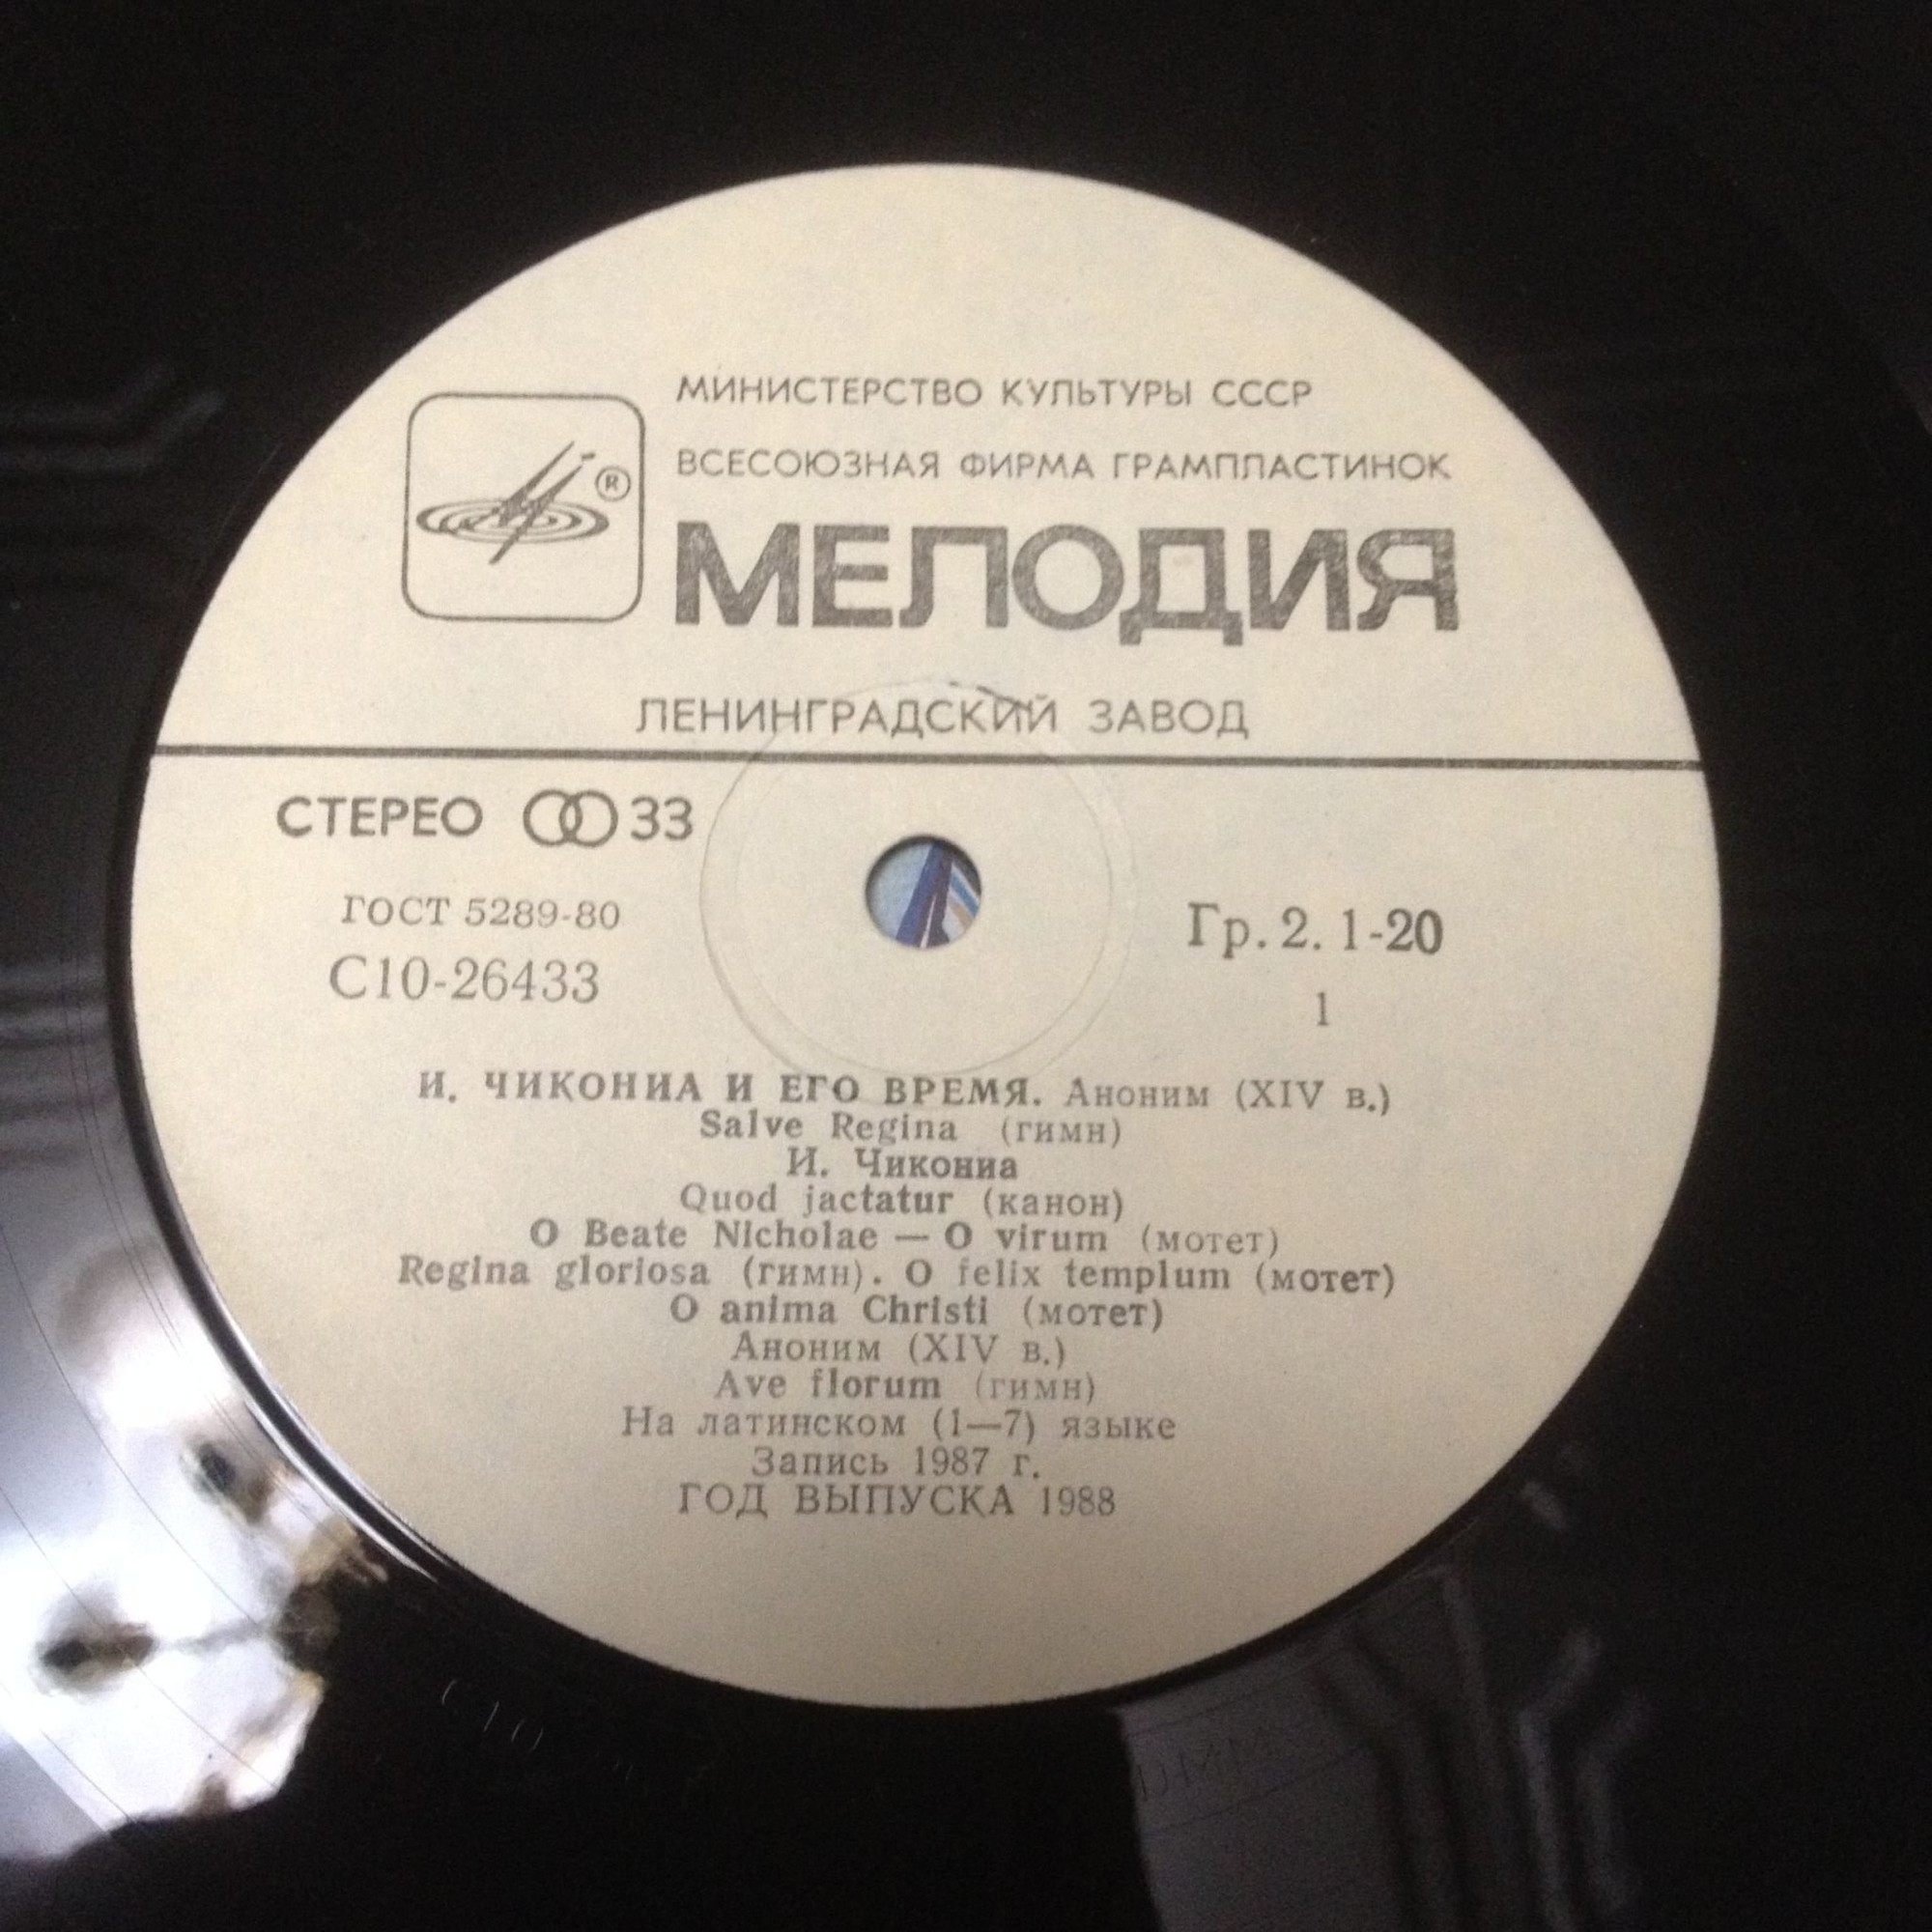 МИНИСТЕРСТВО КУЛЬТУРЫ СССР
ВСЕСОЮЗНАЯ ФИРМА ГРАМПЛАСТИНОК
®
МЕЛОДИЯ
ЛЕНИНГРАДСКИЙ ЗАВОД
СТЕРЕО 33
ГОСТ 5289-80
Гр. 2. 1-20
С10-26433
1
И. ЧИКОНИА И ЕГО ВРЕМЯ. Аноним (XIV в.)
Salve Regina (гимн)
И. Чикониа
Quod jactatur (канон)
O Beate Nicholae — O virum (мотет)
Regina gloriosa (гимн). O felix templum (мотет)
O anima Christi (мотет)
Аноним (XIV в.)
Ave florum (гимн)
На латинском (1—7) языке
Запись 1987 г.
ГОД ВЫПУСКА 1988
С10